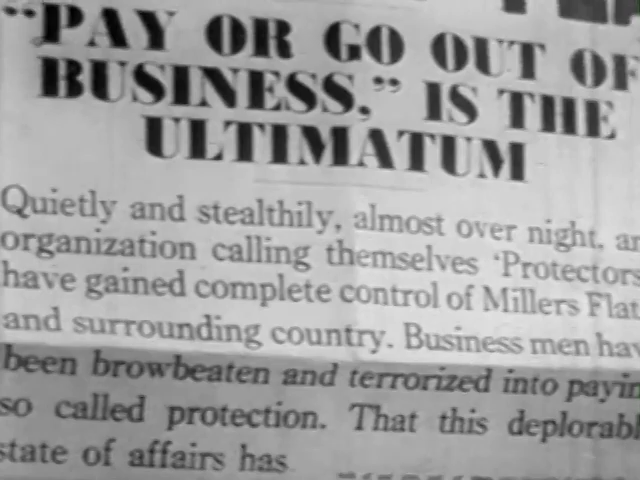 "PAY OR GO OUT OF
BUSINESS," IS THE
ULTIMATUM
Quietly and stealthily, almost over night, an
organization calling themselves 'Protectors
have gained complete control of Millers Flat
and surrounding country. Business men hav
been browbeaten and terrorized into payin
so called protection. That this deplorabl
state of affairs has